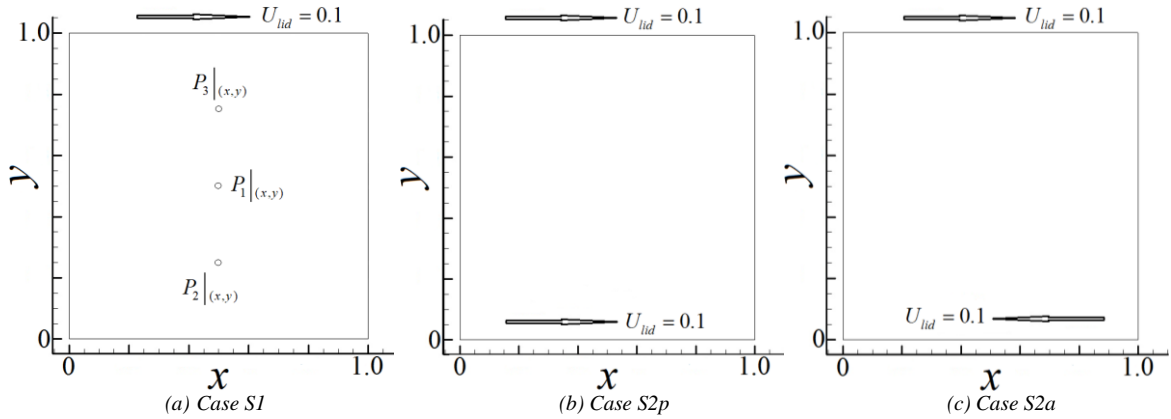 U_lid = 0.1
1.0
P_3|(x,y)
y
P_1|(x,y)
P_2|(x,y)
0
0
x
1.0
(a) Case S1
U_lid = 0.1
1.0
y
U_lid = 0.1
0
0
x
1.0
(b) Case S2p
U_lid = 0.1
1.0
y
U_lid = 0.1
0
0
x
1.0
(c) Case S2a